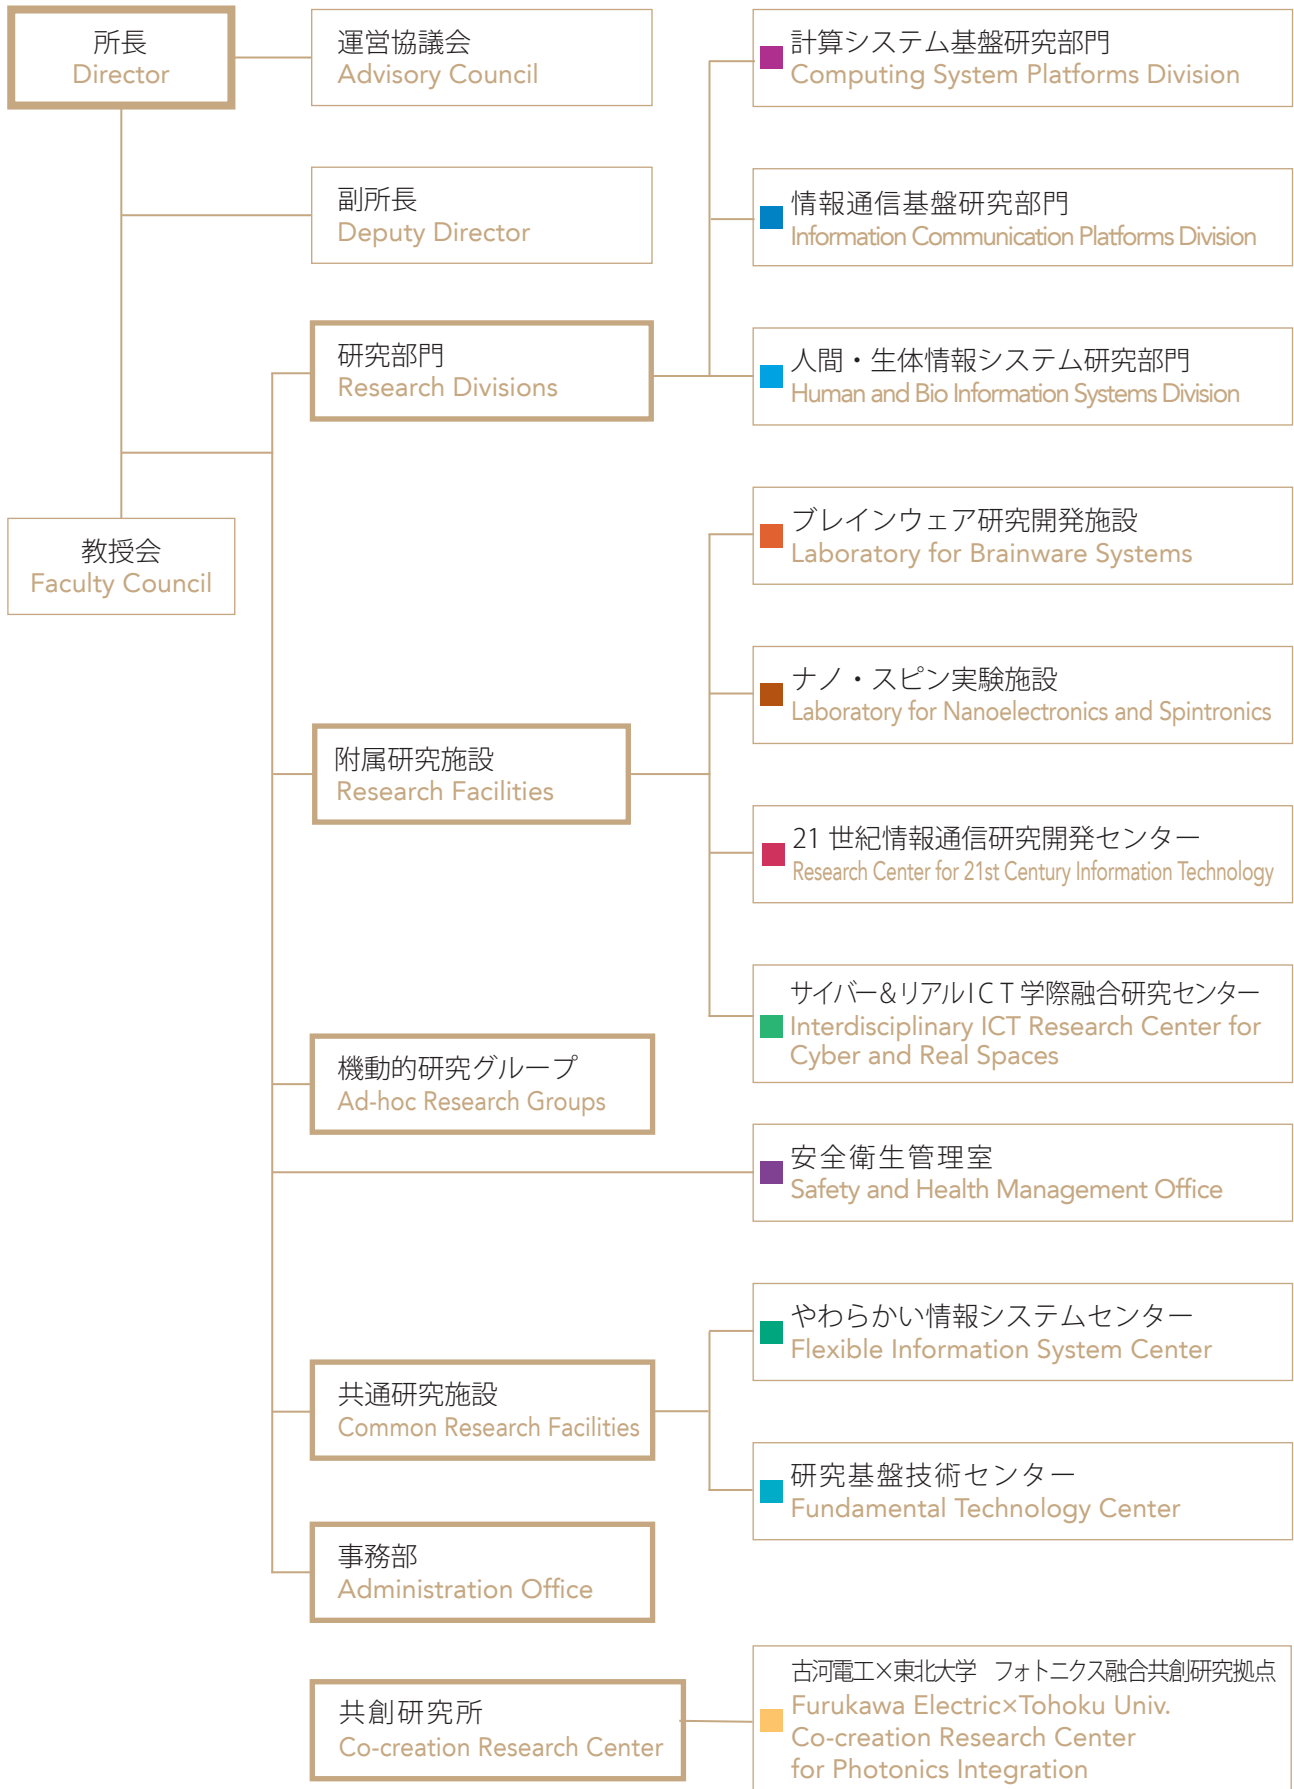 所長
Director
運営協議会
Advisory Council
副所長
Deputy Director
研究部門
Research Divisions
計算システム基盤研究部門
Computing System Platforms Division
情報通信基盤研究部門
Information Communication Platforms Division
人間・生体情報システム研究部門
Human and Bio Information Systems Division
教授会
Faculty Council
附属研究施設
Research Facilities
ブレインウェア研究開発施設
Laboratory for Brainware Systems
ナノ・スピン実験施設
Laboratory for Nanoelectronics and Spintronics
21 世紀情報通信研究開発センター
Research Center for 21st Century Information Technology
サイバー&リアルICT 学際融合研究センター
Interdisciplinary ICT Research Center for
Cyber and Real Spaces
機動的研究グループ
Ad-hoc Research Groups
安全衛生管理室
Safety and Health Management Office
共通研究施設
Common Research Facilities
やわらかい情報システムセンター
Flexible Information System Center
研究基盤技術センター
Fundamental Technology Center
事務部
Administration Office
共創研究所
Co-creation Research Center
古河電工×東北大学　フォトニクス融合共創研究拠点
Furukawa Electric×Tohoku Univ.
Co-creation Research Center
for Photonics Integration